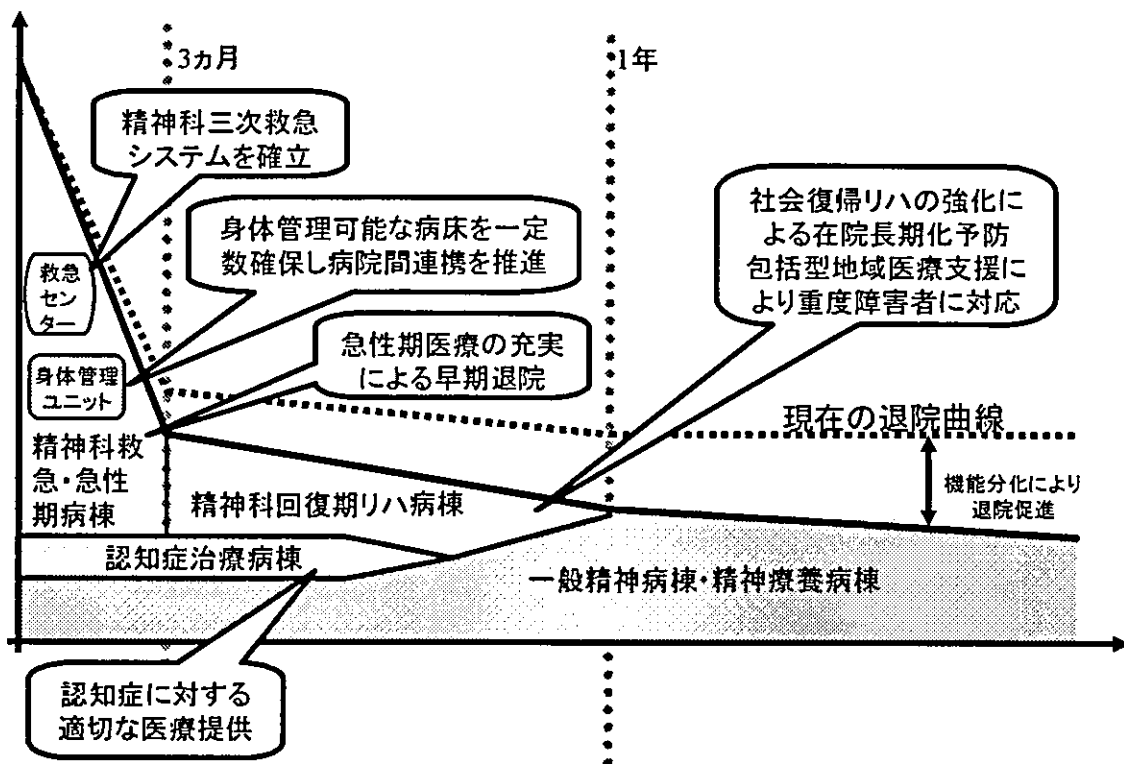 3ヵ月
1年
精神科三次救急
システムを確立
身体管理可能な病床を一定
数確保し病院間連携を推進
社会復帰リハの強化に
よる在院長期化予防
包括型地域医療支援に
より重度障害者に対応
救急
セン
ター
急性期医療の充実
による早期退院
身体管理
ユニット
現在の退院曲線
精神科救
急・急性
期病棟
精神科回復期リハ病棟
機能分化により
退院促進
認知症治療病棟
一般精神病棟・精神療養病棟
認知症に対する
適切な医療提供